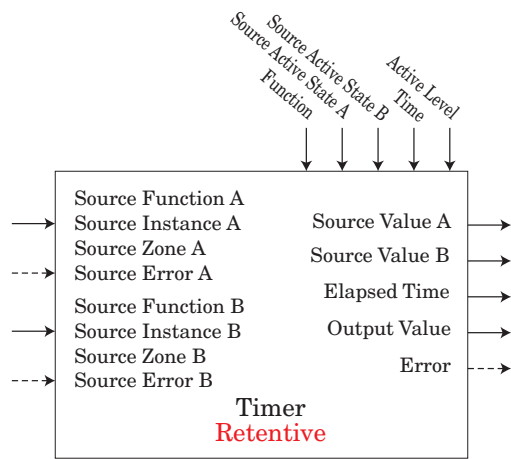 Function
Source Active State A
Source Active State B
Time
Active Level
Source Function A
Source Instance A
Source Zone A
Source Error A
Source Function B
Source Instance B
Source Zone B
Source Error B
Source Value A
Source Value B
Elapsed Time
Output Value
Error
Timer
Retentive